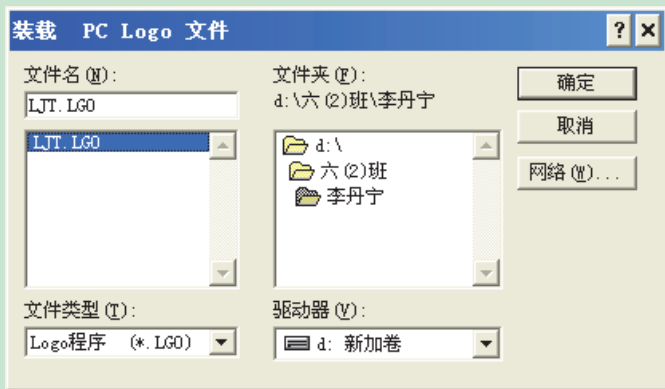 装载 PC Logo 文件
文件名(N):
LJT.LGO
LJT.LGO
文件类型(T):
Logo程序 (*.LGO)
文件夹(F):
d:\六(2)班\李丹宁
d:\
六(2)班
李丹宁
驱动器(V):
d: 新加卷
确定
取消
网络(W)...